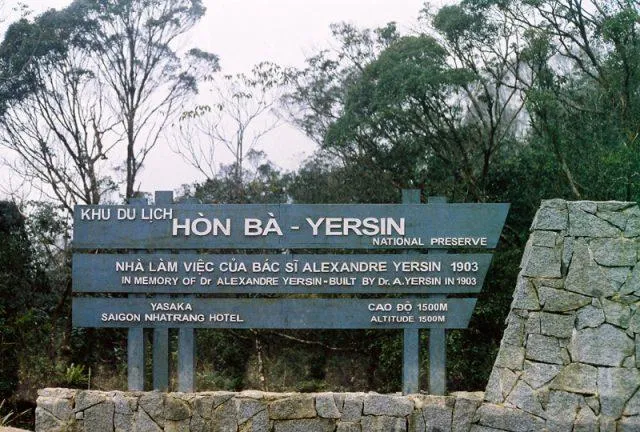 KHU DU LỊCH
HÒN BÀ - YERSIN
NATIONAL PRESERVE
NHÀ LÀM VIỆC CỦA BÁC SĨ ALEXANDRE YERSIN 1903
IN MEMORY OF Dr ALEXANDRE YERSIN-BUILT BY Dr. A.YERSIN IN 1903
YASAKA
SAIGON NHATRANG HOTEL
CAO ĐỘ 1500M
ALTITUDE 1500M